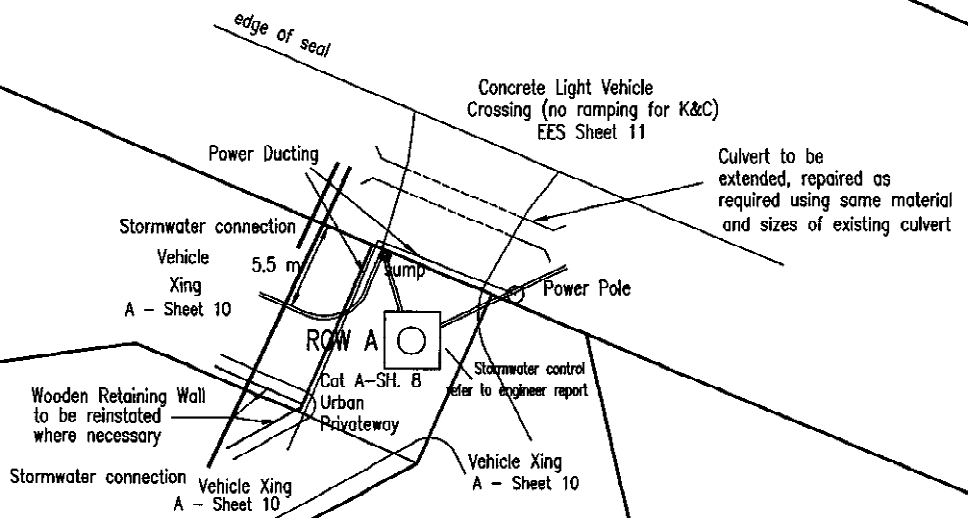 edge of seal
Concrete Light Vehicle
Crossing (no ramping for K&C)
EES Sheet 11
Power Ducting
Culvert to be
extended, repaired as
required using same material
and sizes of existing culvert
Stormwater connection
Vehicle
Xing
A - Sheet 10
5.5 m
sump
Power Pole
ROW A
Cat A-SH. 8
Urban
Privateway
Stormwater control
refer to engineer report
Wooden Retaining Wall
to be reinstated
where necessary
Stormwater connection
Vehicle Xing
A - Sheet 10
Vehicle Xing
A - Sheet 10